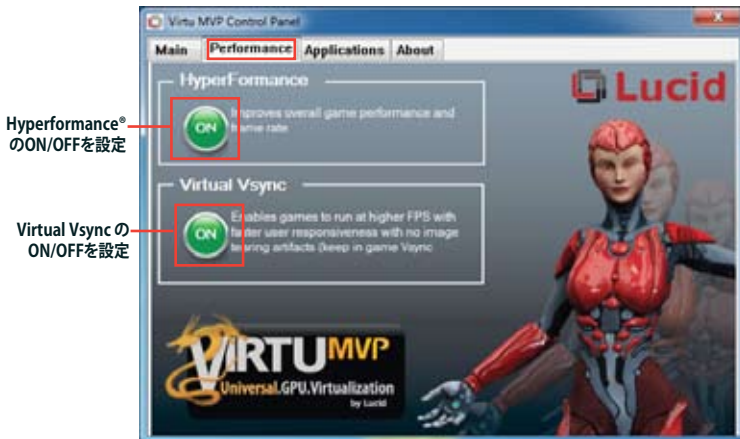 Virtu MVP Control Panel
Main Performance Applications About
HyperFormance
ON
Improves overall game performance and
frame rate
Hyperformance®
のON/OFFを設定
Virtual Vsync
ON
Enables games to run at higher FPS with
faster user responsiveness with no image
tearing artifacts (keep in game Vsync
Virtual Vsync の
ON/OFFを設定
Lucid
VIRTU MVP
Universal.GPU.Virtualization
by Lucid